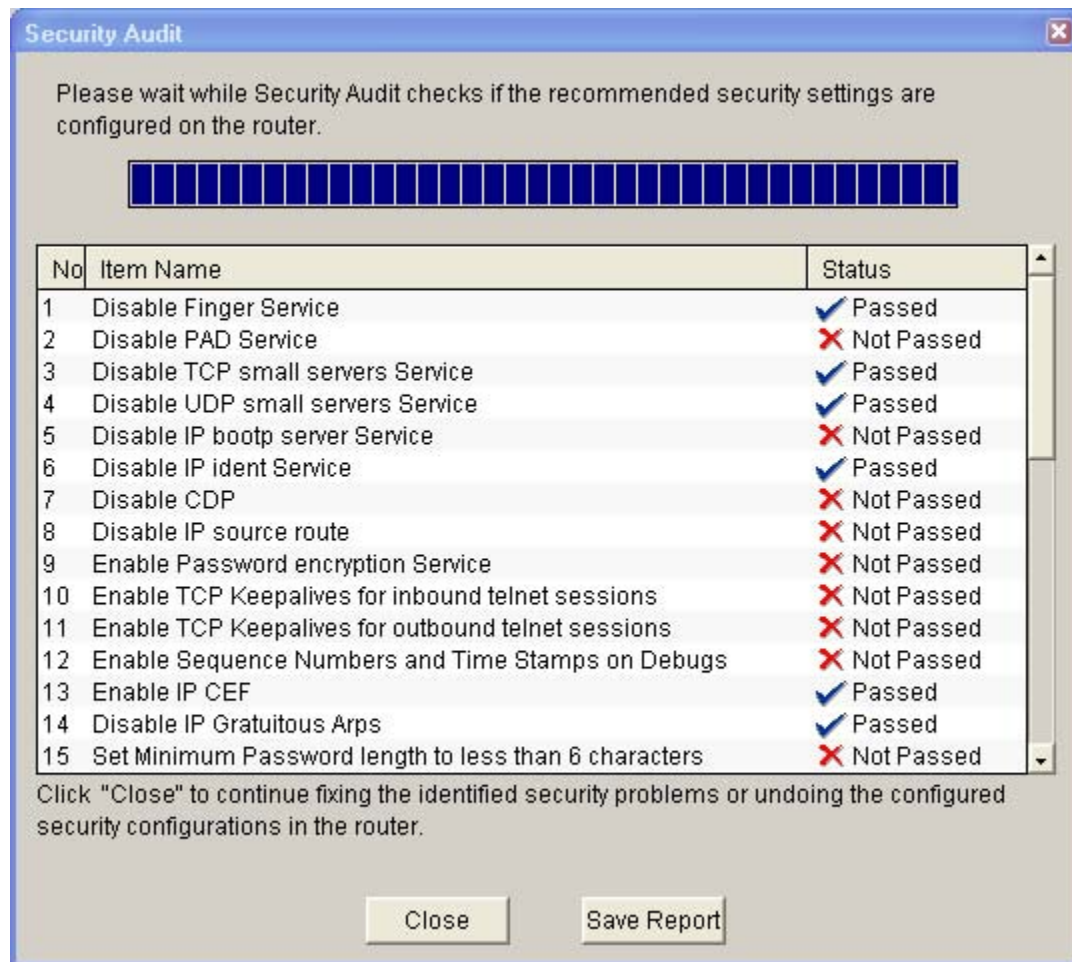 Security Audit
Please wait while Security Audit checks if the recommended security settings are
configured on the router.
No Item Name Status
1 Disable Finger Service Passed
2 Disable PAD Service Not Passed
3 Disable TCP small servers Service Passed
4 Disable UDP small servers Service Passed
5 Disable IP bootp server Service Not Passed
6 Disable IP ident Service Passed
7 Disable CDP Not Passed
8 Disable IP source route Not Passed
9 Enable Password encryption Service Not Passed
10 Enable TCP Keepalives for inbound telnet sessions Not Passed
11 Enable TCP Keepalives for outbound telnet sessions Not Passed
12 Enable Sequence Numbers and Time Stamps on Debugs Not Passed
13 Enable IP CEF Passed
14 Disable IP Gratuitous Arps Passed
15 Set Minimum Password length to less than 6 characters Not Passed
Click "Close" to continue fixing the identified security problems or undoing the configured
security configurations in the router.
Close Save Report